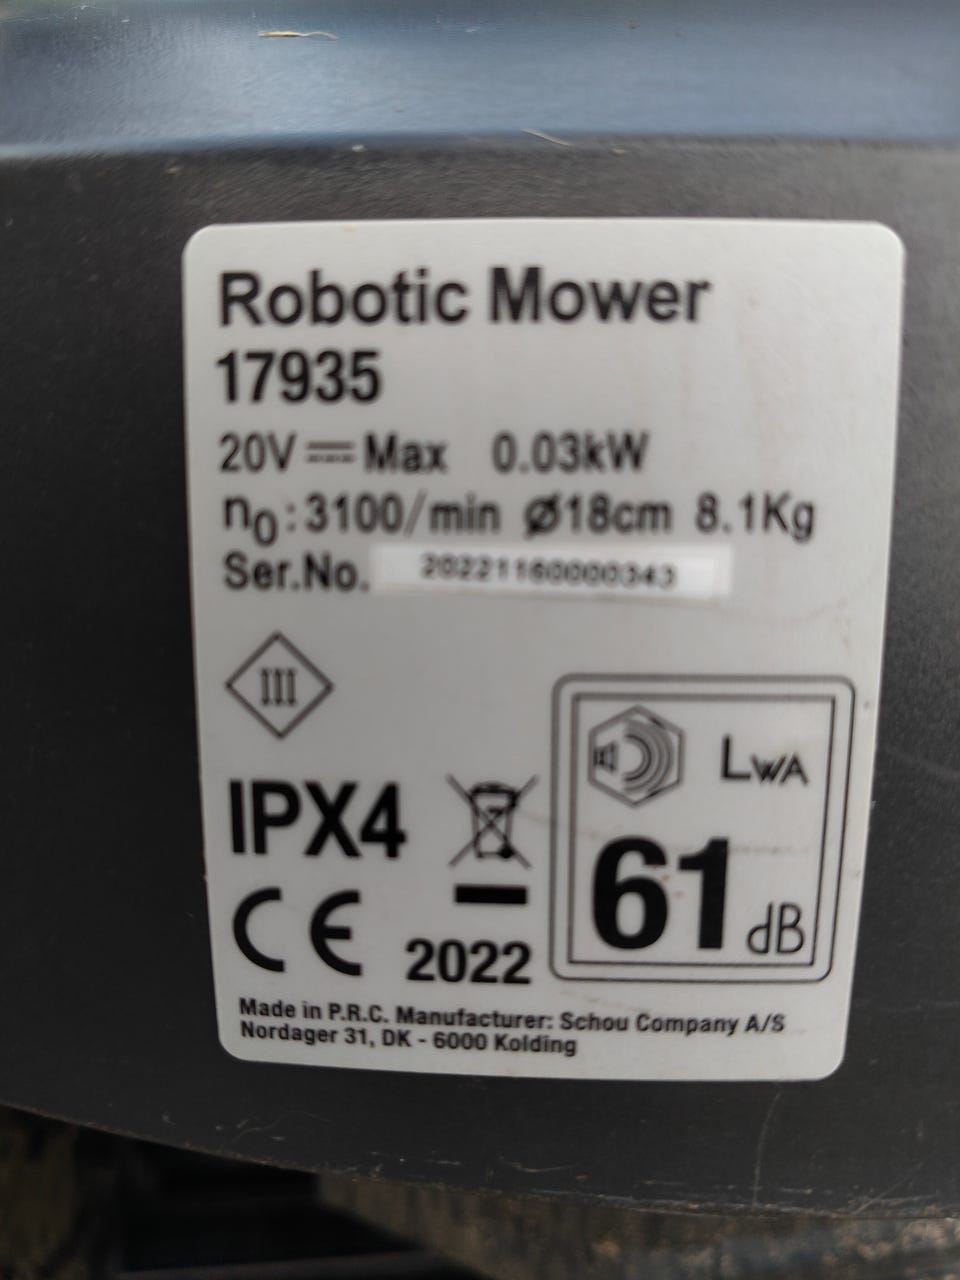 Robotic Mower
17935
20V ⎓ Max 0.03kW
n0:3100/min Ø18cm 8.1Kg
Ser.No. 20221160000343
III
LWA
IPX4
61 dB
CE
2022
Made in P.R.C. Manufacturer: Schou Company A/S
Nordager 31, DK - 6000 Kolding